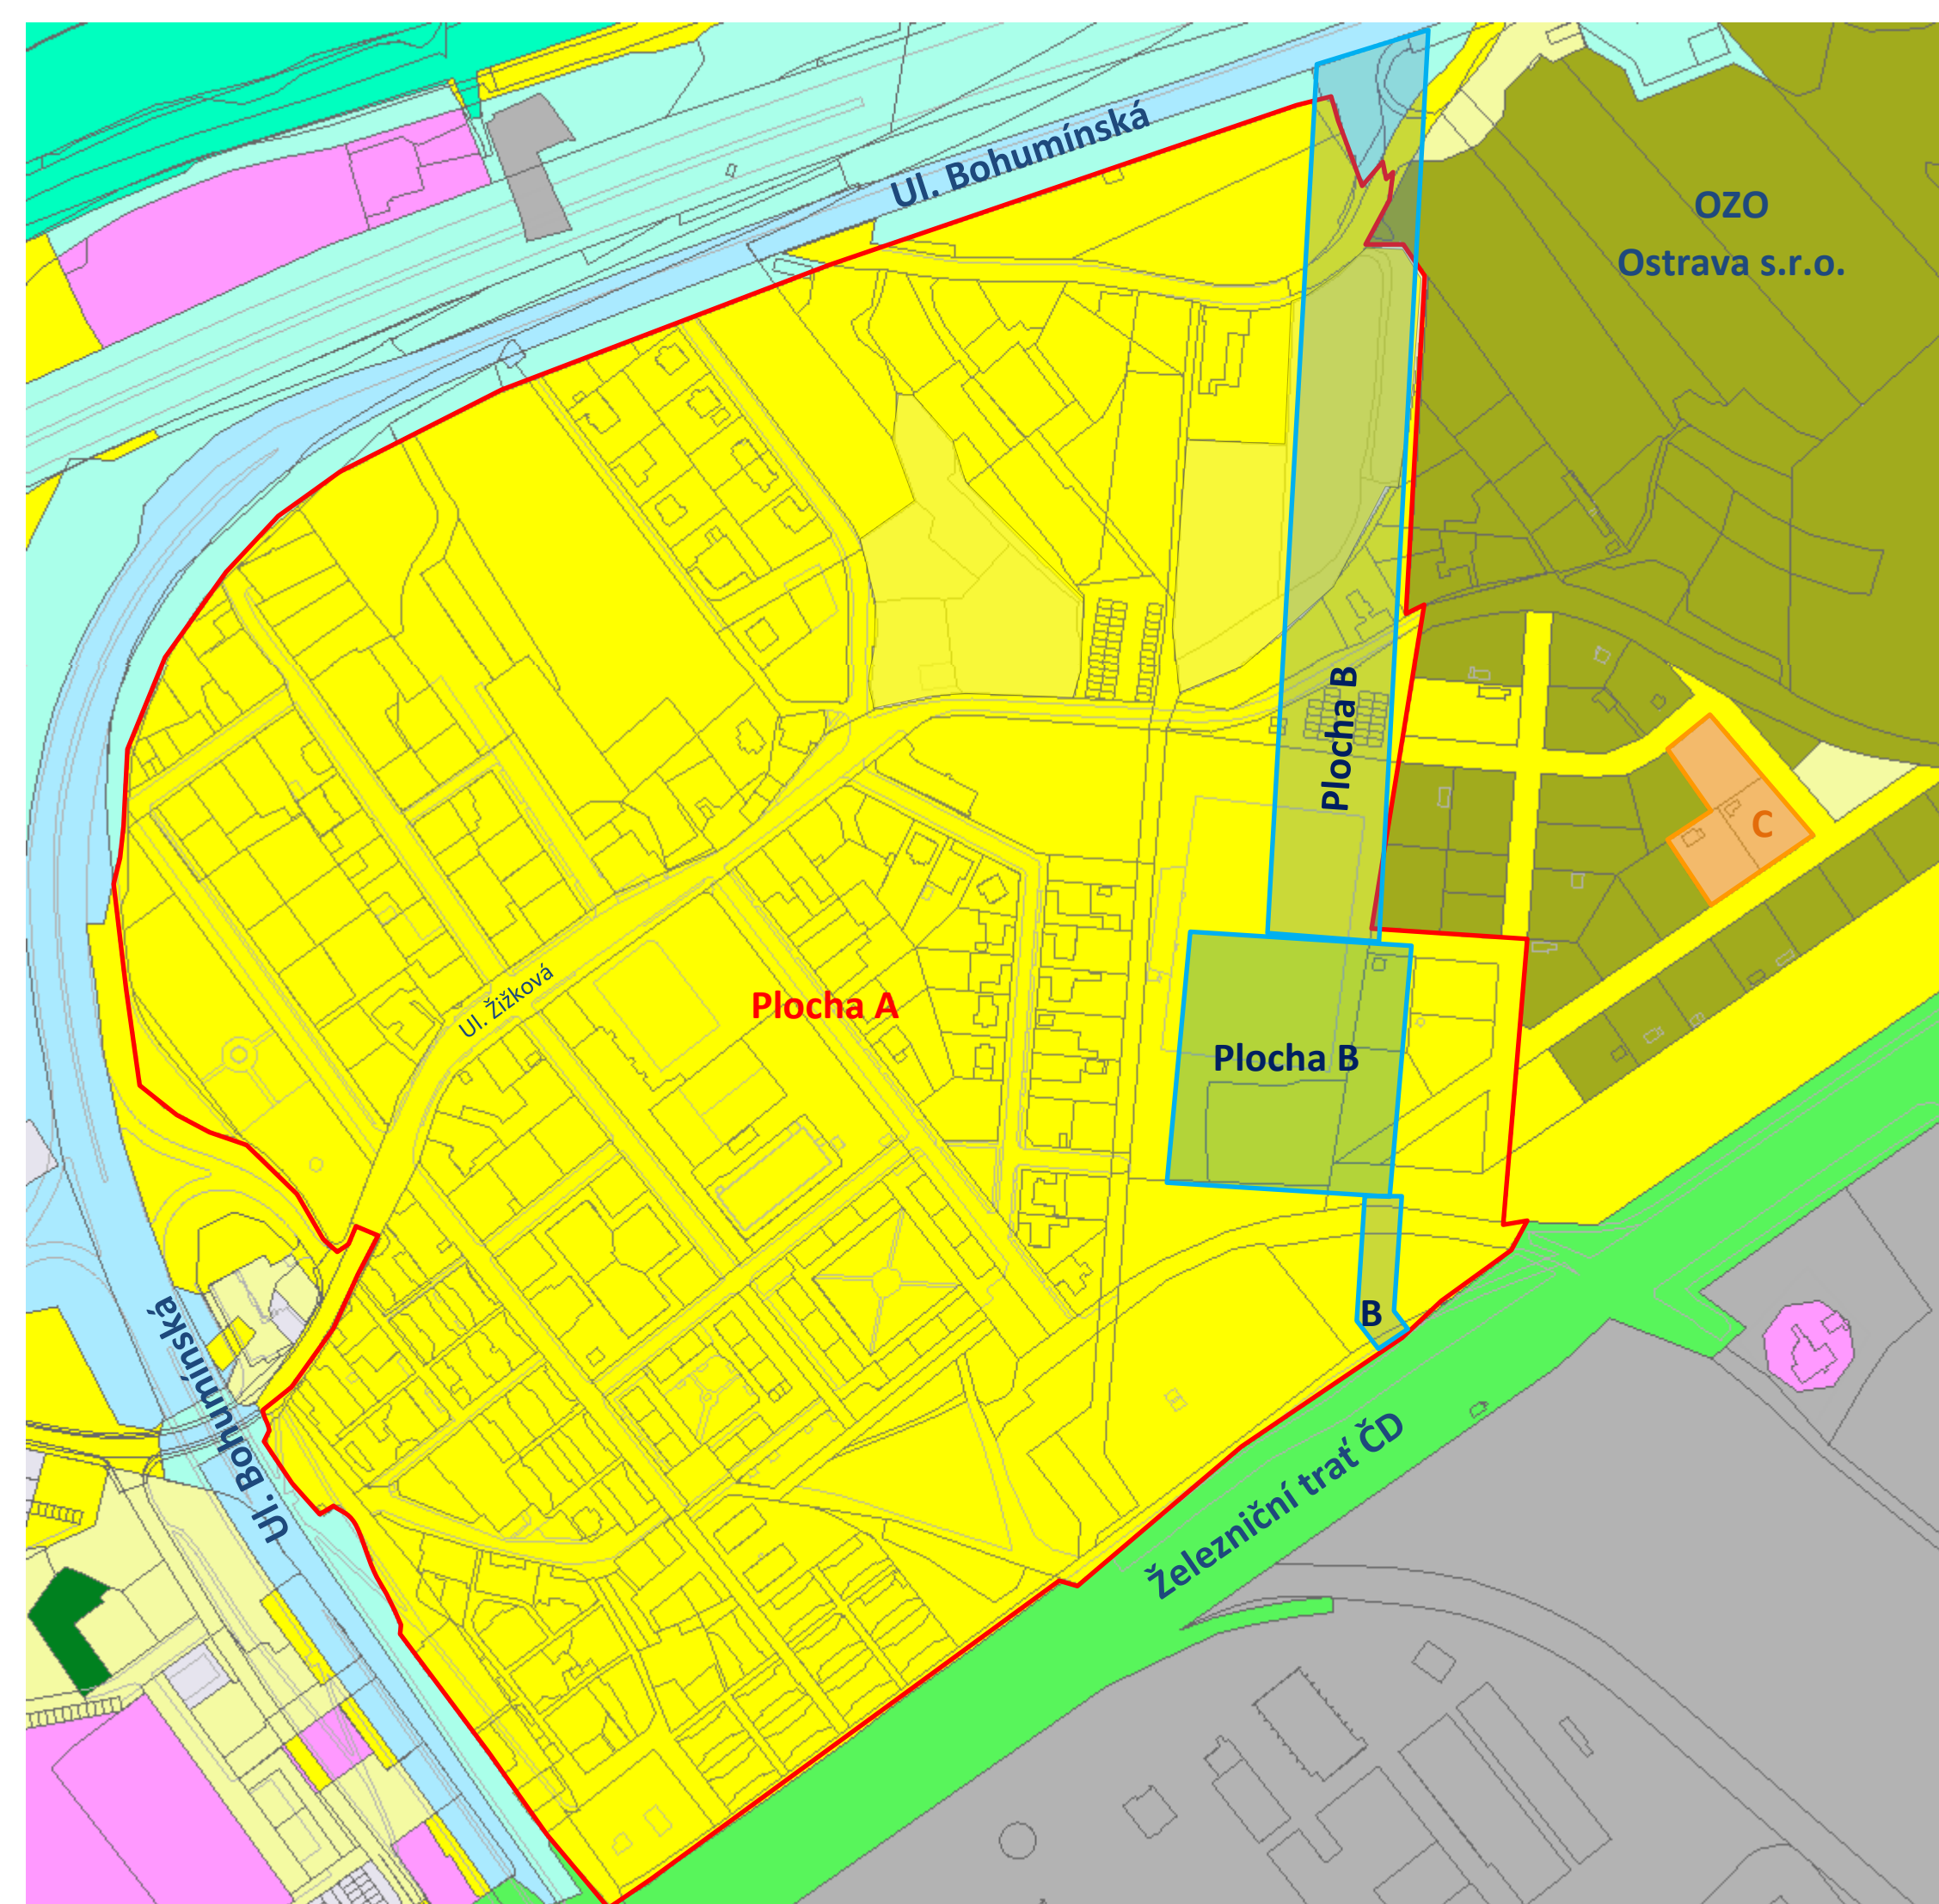 Ul. Bohumínská
OZO
Ostrava s.r.o.
Plocha B
C
Ul. Žižková
Plocha A
Plocha B
B
Ul. Bohumínská
Železniční trať ČD